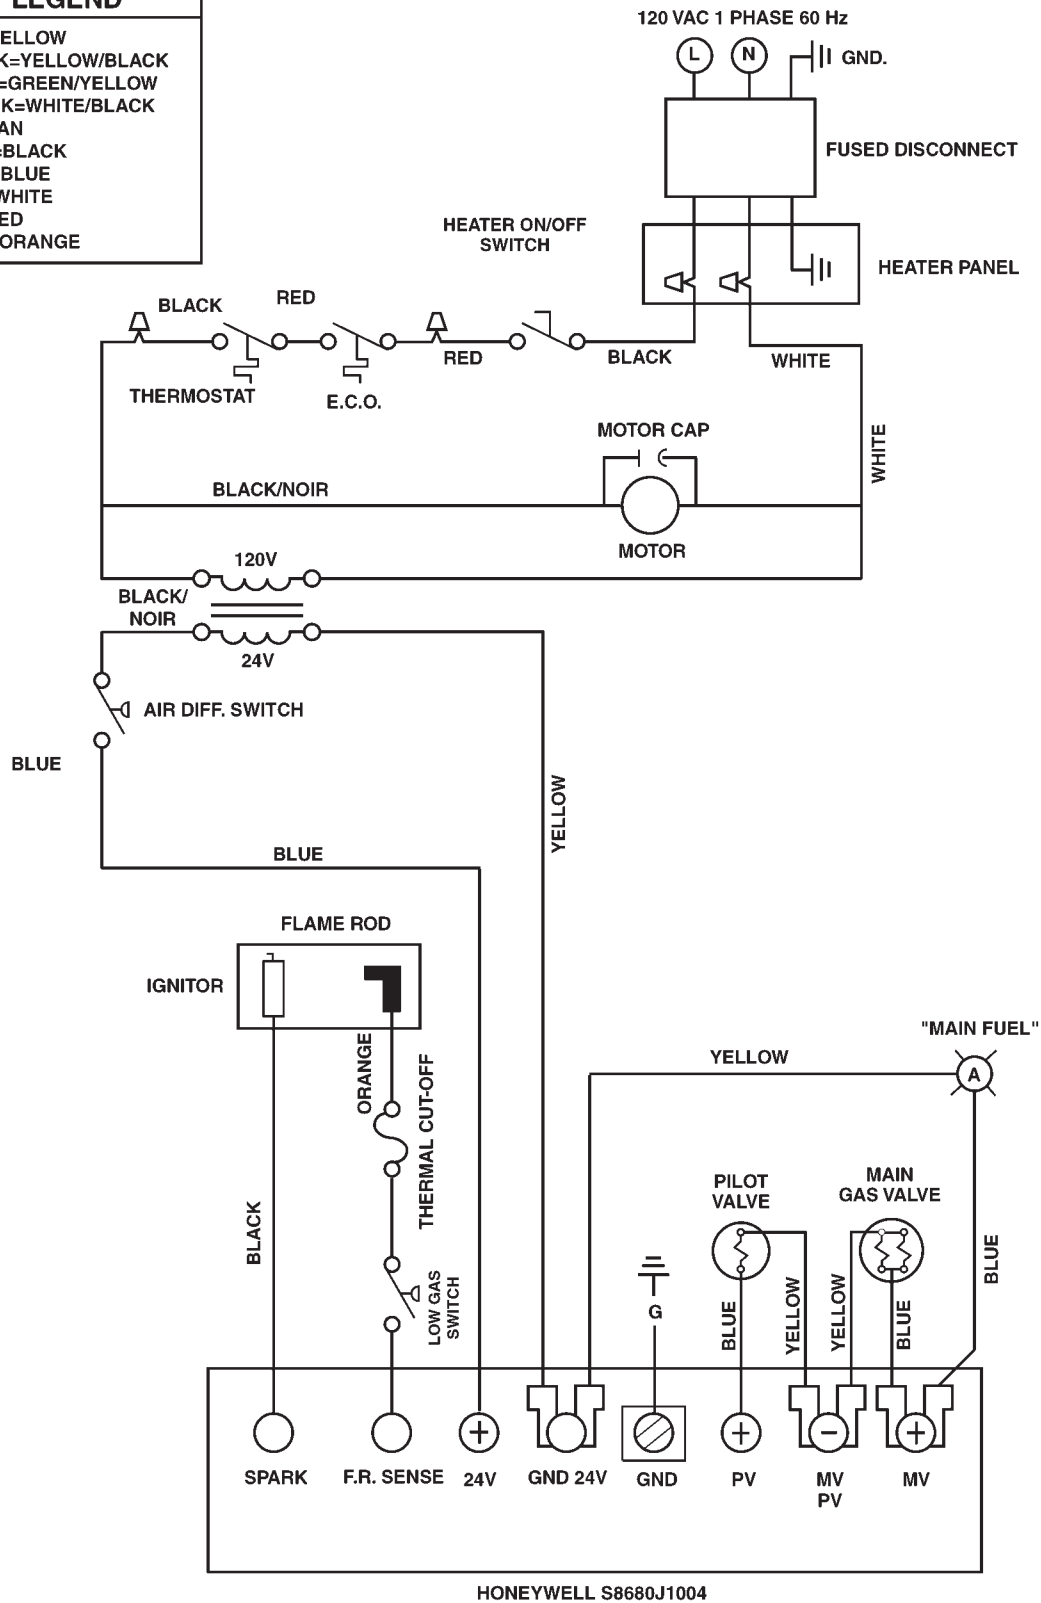 LEGEND
ELLOW
K=YELLOW/BLACK
=GREEN/YELLOW
K=WHITE/BLACK
AN
=BLACK
BLUE
WHITE
ED
ORANGE
120 VAC 1 PHASE 60 Hz
L
N
GND.
FUSED DISCONNECT
HEATER ON/OFF
SWITCH
HEATER PANEL
BLACK
RED
THERMOSTAT
E.C.O.
RED
BLACK
WHITE
WHITE
MOTOR CAP
BLACK/NOIR
MOTOR
120V
BLACK/
NOIR
24V
AIR DIFF. SWITCH
BLUE
YELLOW
BLUE
FLAME ROD
IGNITOR
ORANGE
THERMAL CUT-OFF
"MAIN FUEL"
YELLOW
A
BLACK
LOW GAS
SWITCH
G
PILOT
VALVE
MAIN
GAS VALVE
BLUE
YELLOW
YELLOW
BLUE
BLUE
+
+
-
+
SPARK
F.R. SENSE
24V
GND 24V
GND
PV
MV
PV
MV
HONEYWELL S8680J1004